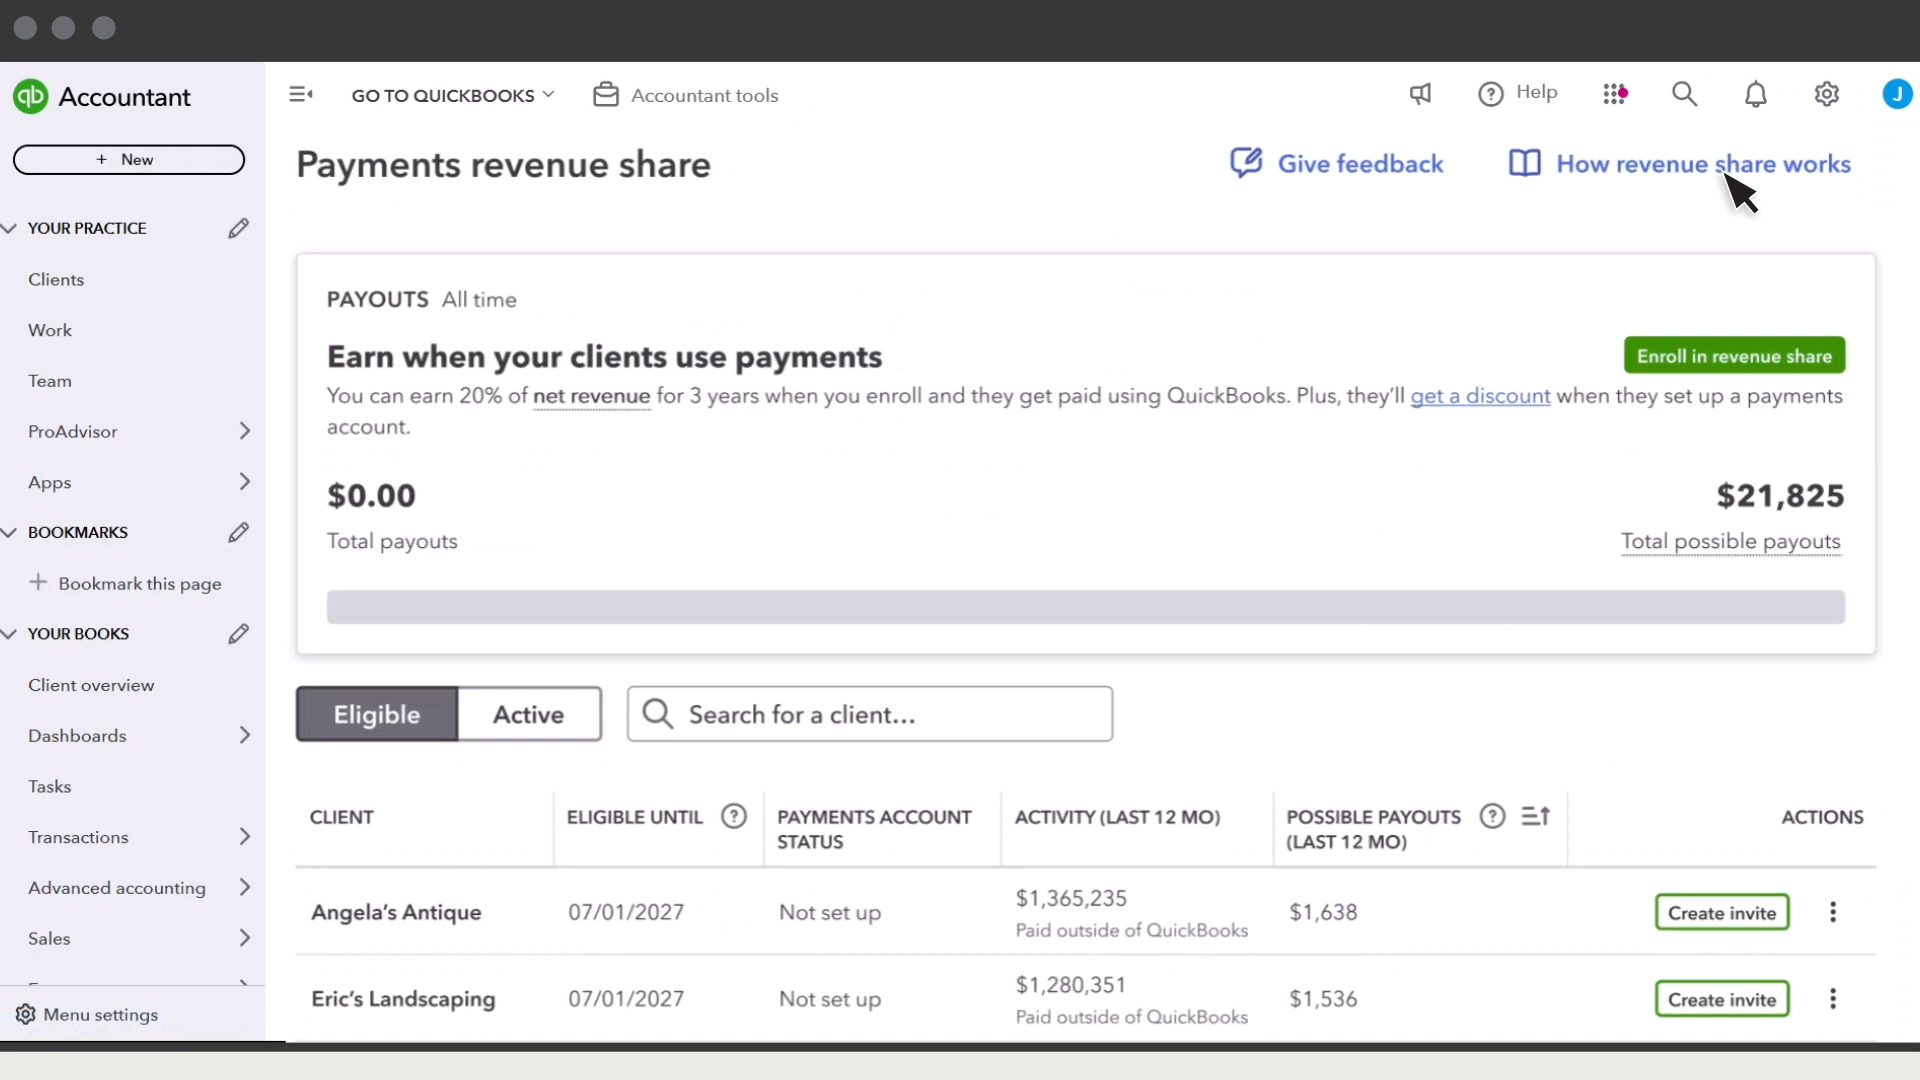 qb Accountant
GO TO QUICKBOOKS
Accountant tools
Help
J
+ New
Payments revenue share
Give feedback
How revenue share works
YOUR PRACTICE
Clients
Work
Team
ProAdvisor
Apps
BOOKMARKS
+ Bookmark this page
YOUR BOOKS
Client overview
Dashboards
Tasks
Transactions
Advanced accounting
Sales
Menu settings
PAYOUTS All time
Earn when your clients use payments
Enroll in revenue share
You can earn 20% of net revenue for 3 years when you enroll and they get paid using QuickBooks. Plus, they’ll get a discount when they set up a payments
account.
$0.00
$21,825
Total payouts
Total possible payouts
Eligible
Active
Search for a client...
CLIENT
ELIGIBLE UNTIL ?
PAYMENTS ACCOUNT
STATUS
ACTIVITY (LAST 12 MO)
POSSIBLE PAYOUTS ?
(LAST 12 MO)
ACTIONS
Angela’s Antique
07/01/2027
Not set up
$1,365,235
Paid outside of QuickBooks
$1,638
Create invite
Eric’s Landscaping
07/01/2027
Not set up
$1,280,351
Paid outside of QuickBooks
$1,536
Create invite